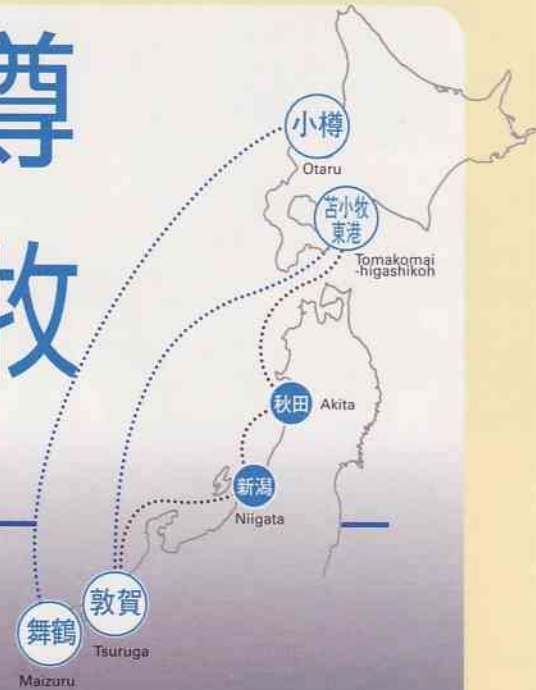 樽
牧
小樽
Otaru
苫小牧
東港
Tomakomai
-higashikoh
秋田
Akita
新潟
Niigata
敦賀
Tsuruga
舞鶴
Maizuru